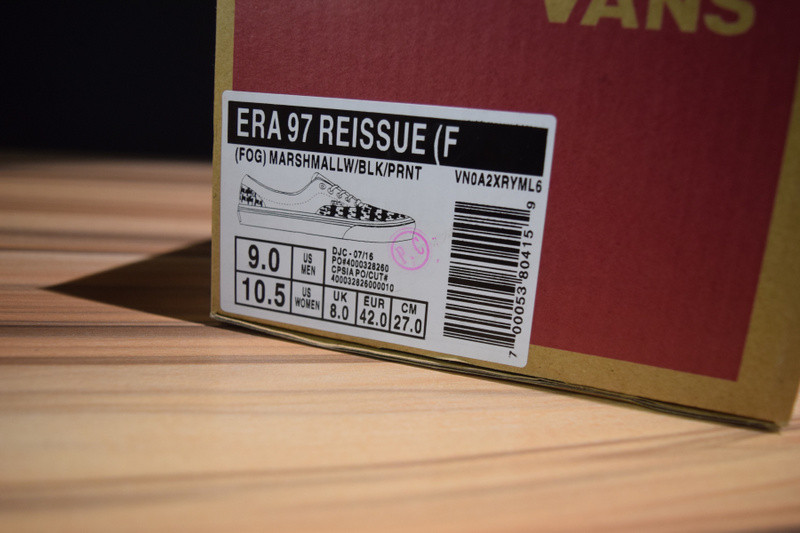 VANS
ERA 97 REISSUE (F
(FOG) MARSHMALLW/BLK/PRNT
VN0A2XRYML6
9.0 US MEN
10.5 US WOMEN
DJC - 07/16
PO#4000328260
CPSIA PO/CUT#
400032826000010
UK 8.0
EUR 42.0
CM 27.0
P.C
7 00053 80415 9